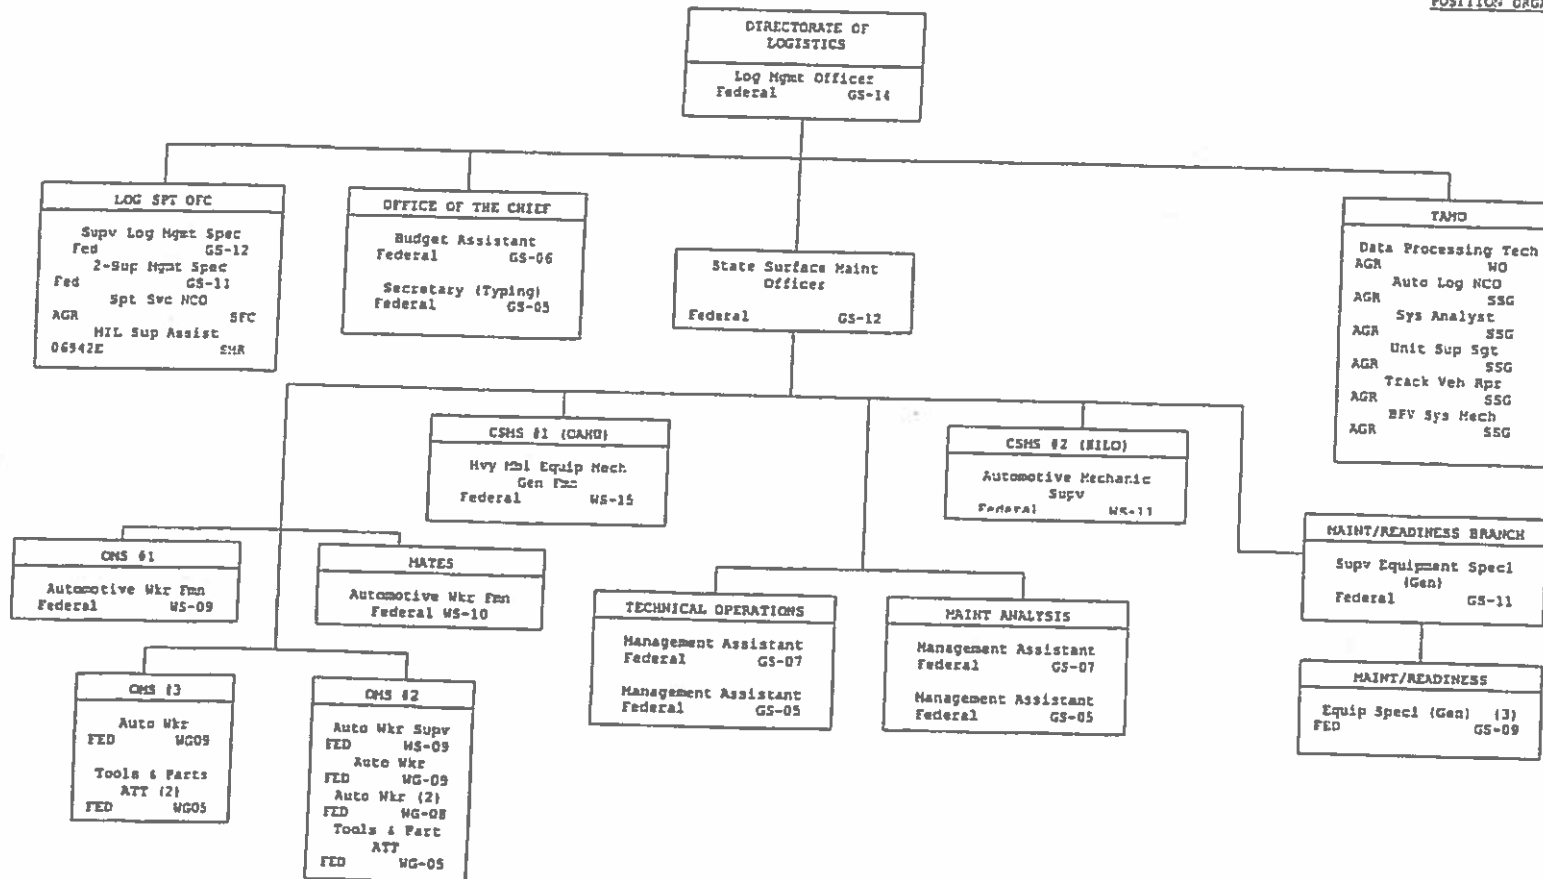 POSITION ORGA
DIRECTORATE OF
LOGISTICS
Log Mgmt Officer
Federal GS-14
LOG SPT OFC
Supv Log Mgmt Spec
Fed GS-12
2-Sup Mgmt Spec
Fed GS-11
Spt Svc NCO
AGR SFC
MIL Sup Assist
06942E
OFFICE OF THE CHIEF
Budget Assistant
Federal GS-06
Secretary (Typing)
Federal GS-05
State Surface Maint
Officer
Federal GS-12
TAMO
Data Processing Tech
AGR WO
Auto Log NCO
AGR SSG
Sys Analyst
AGR SSG
Unit Sup Sgt
AGR SSG
Track Veh Rpr
AGR SSG
BFV Sys Mech
AGR SSG
CSMS #1 (OAHU)
Hvy Mbl Equip Mech
Gen Fmn
Federal WS-15
CSMS #2 (HILO)
Automotive Mechanic
Supv
Federal WS-11
OMS #1
Automotive Wkr Fmn
Federal WS-09
MATES
Automotive Wkr Fmn
Federal WS-10
MAINT/READINESS BRANCH
Supv Equipment Specl
(Gen)
Federal GS-11
TECHNICAL OPERATIONS
Management Assistant
Federal GS-07
Management Assistant
Federal GS-05
MAINT ANALYSIS
Management Assistant
Federal GS-07
Management Assistant
Federal GS-05
MAINT/READINESS
Equip Specl (Gen) (3)
FED GS-09
OMS #3
Auto Wkr
FED WG09
Tools & Parts
ATT (2)
FED WG05
OMS #2
Auto Wkr Supv
FED WS-09
Auto Wkr
FED WG-09
Auto Wkr (2)
FED WG-08
Tools & Part
ATT
FED WG-05